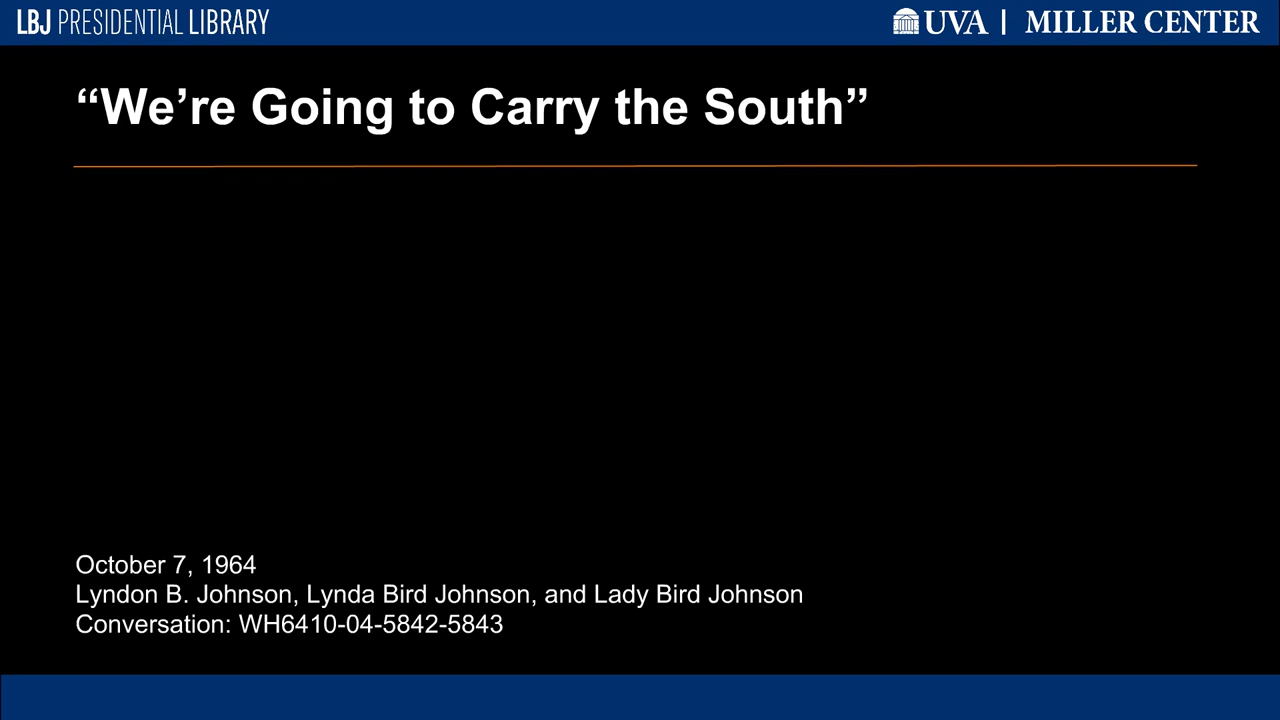 LBJ PRESIDENTIAL LIBRARY
UVA | MILLER CENTER
“We’re Going to Carry the South”
October 7, 1964
Lyndon B. Johnson, Lynda Bird Johnson, and Lady Bird Johnson
Conversation: WH6410-04-5842-5843